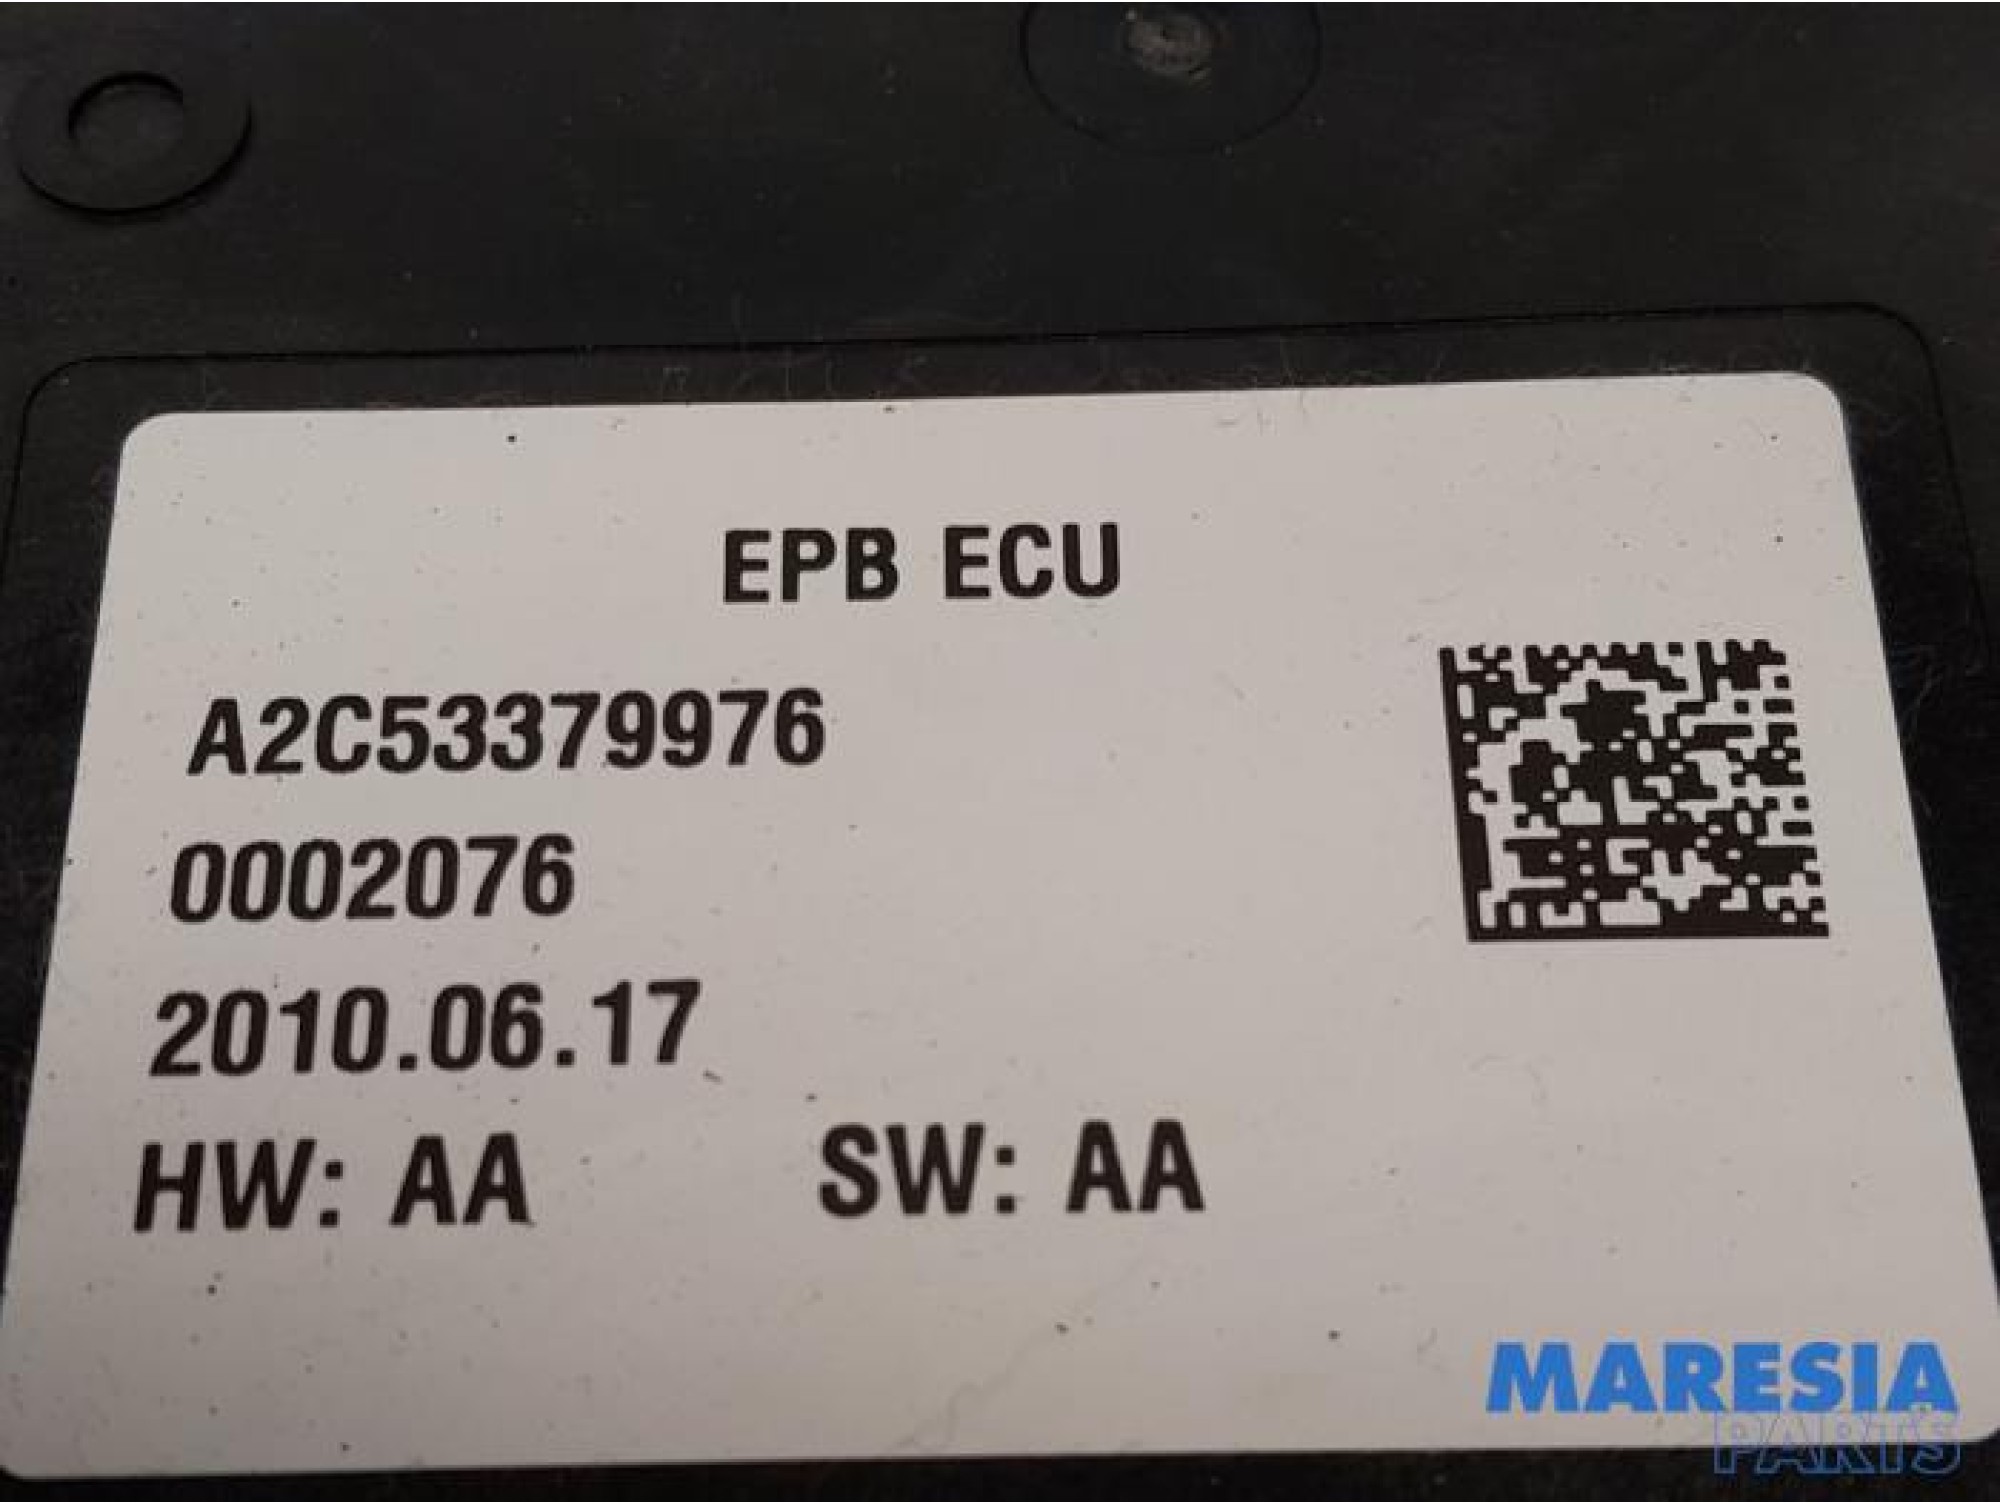 EPB ECU
A2C53379976
0002076
2010.06.17
HW: AA SW: AA
MARESIA
PARTS